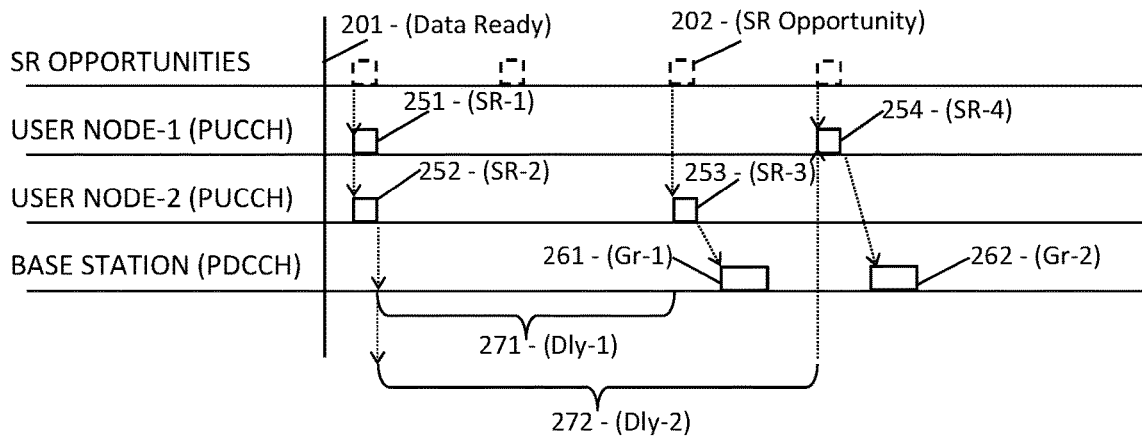 201 - (Data Ready)
202 - (SR Opportunity)
SR OPPORTUNITIES
251 - (SR-1)
254 - (SR-4)
USER NODE-1 (PUCCH)
252 - (SR-2)
253 - (SR-3)
USER NODE-2 (PUCCH)
261 - (Gr-1)
262 - (Gr-2)
BASE STATION (PDCCH)
271 - (Dly-1)
272 - (Dly-2)